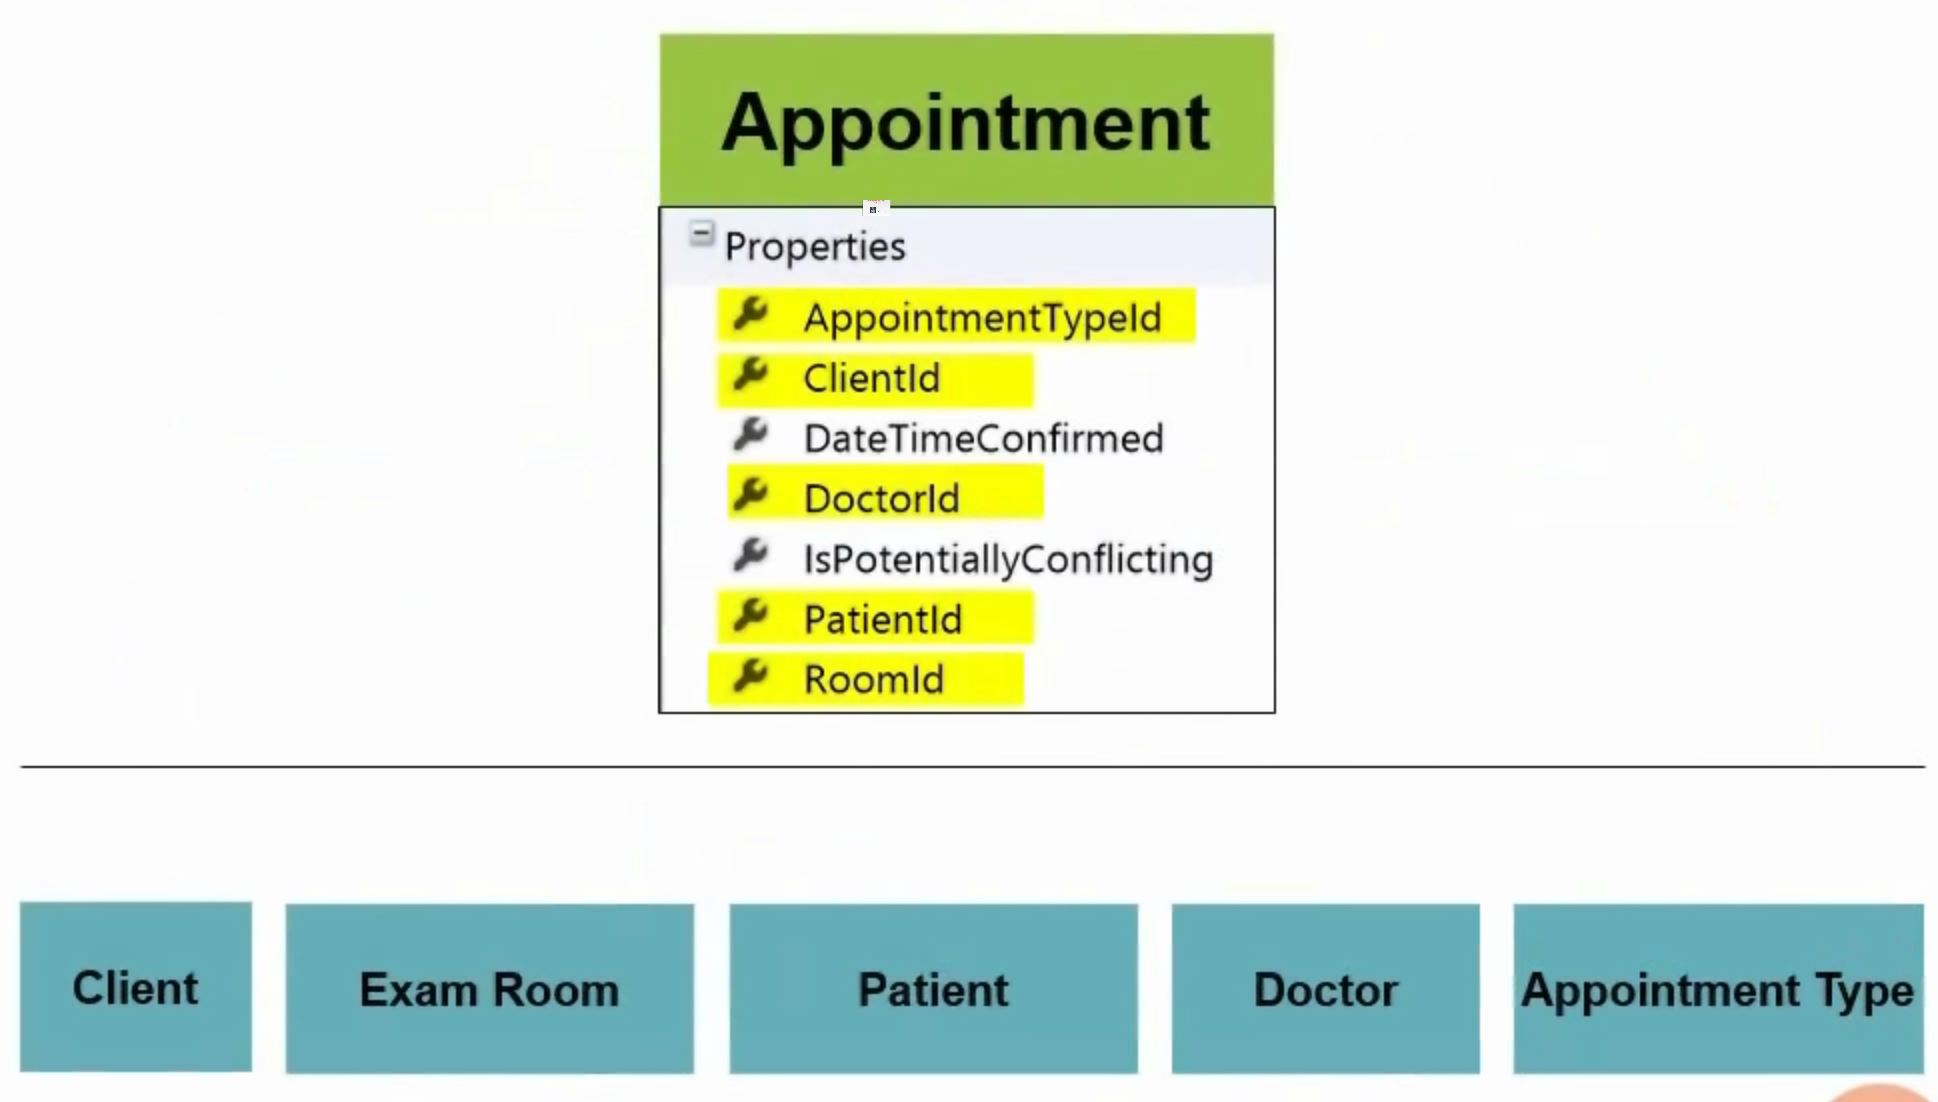 Appointment
Properties
AppointmentTypeId
ClientId
DateTimeConfirmed
DoctorId
IsPotentiallyConflicting
PatientId
RoomId
Client
Exam Room
Patient
Doctor
Appointment Type